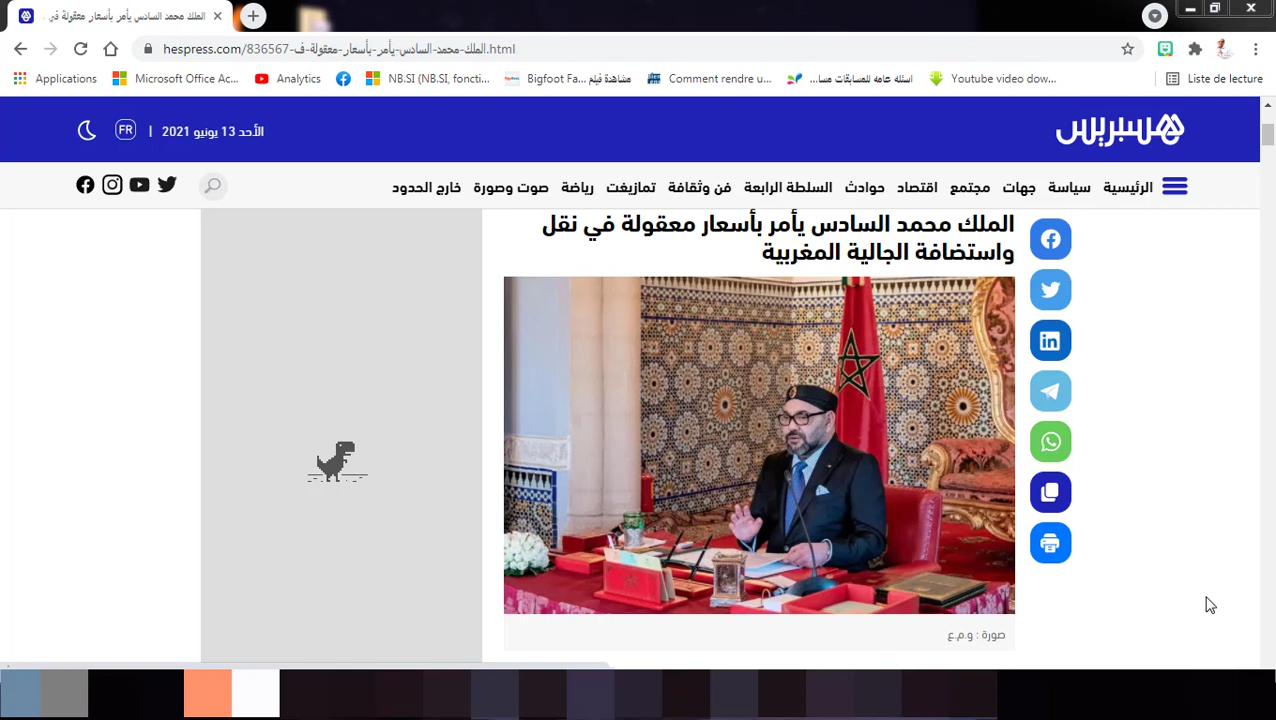 الملك محمد السادس يأمر بأسعار معقولة في
hespress.com/836567-الملك-محمد-السادس-يأمر-بأسعار-معقولة-ف.html
Applications
Microsoft Office Ac...
Analytics
NB.SI (NB.SI, foncti...
Bigfoot Fa... مشاهدة فيلم
Comment rendre u...
اسئله عامه للمسابقات مسا...
Youtube video dow...
Liste de lecture
هسبريس
الأحد 13 يونيو 2021 | FR
الرئيسية سياسة جهات مجتمع اقتصاد حوادث السلطة الرابعة فن وثقافة تمازيغت رياضة صوت وصورة خارج الحدود
الملك محمد السادس يأمر بأسعار معقولة في نقل
واستضافة الجالية المغربية
صورة : و.م.ع